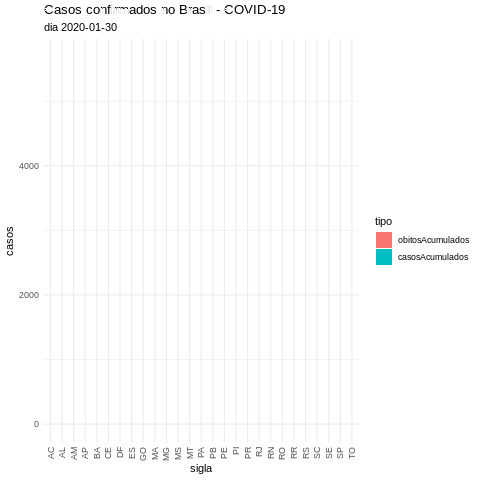 Casos confirmados no Brasil - COVID-19
dia 2020-01-30
4000
2000
0
casos
AC AL AM AP BA CE DF ES GO MA MG MS MT PA PB PE PI PR RJ RN RO RR RS SC SE SP TO
sigla
tipo
obitosAcumulados
casosAcumulados